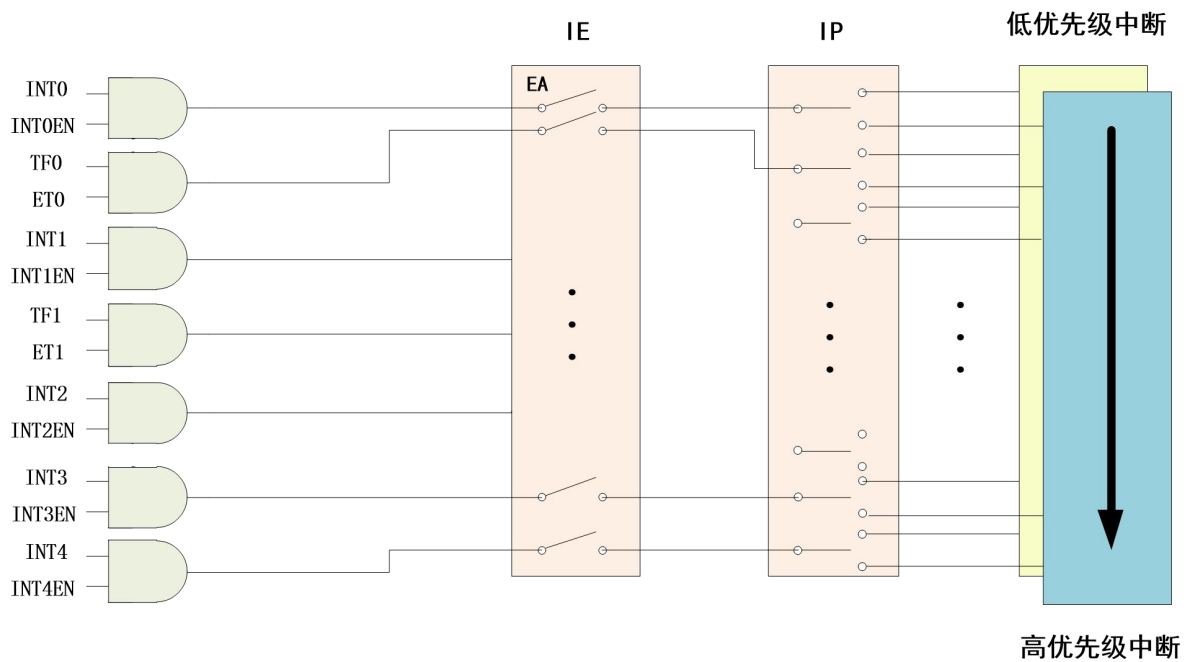 低优先级中断
IE
IP
EA
INT0
INT0EN
TF0
ET0
INT1
INT1EN
TF1
ET1
INT2
INT2EN
INT3
INT3EN
INT4
INT4EN
高优先级中断